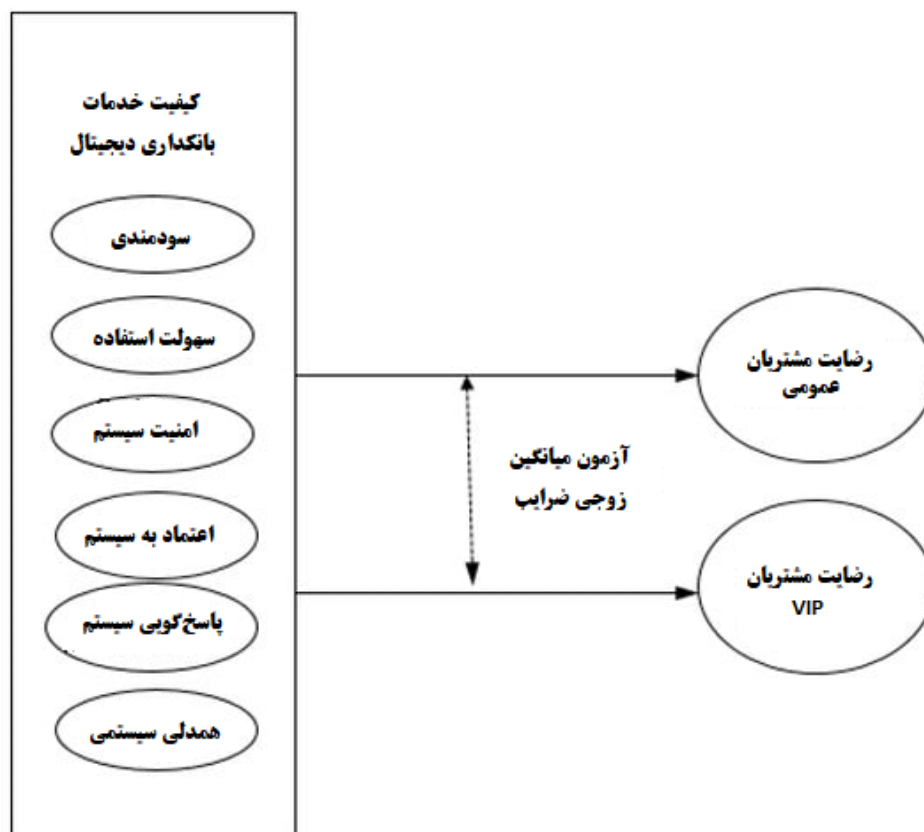 کیفیت خدمات
بانکداری دیجیتال
سودمندی
سهولت استفاده
امنیت سیستم
اعتماد به سیستم
پاسخ‌گویی سیستم
همدلی سیستمی
آزمون میانگین
زوجی ضرایب
رضایت مشتریان
عمومی
رضایت مشتریان
VIP